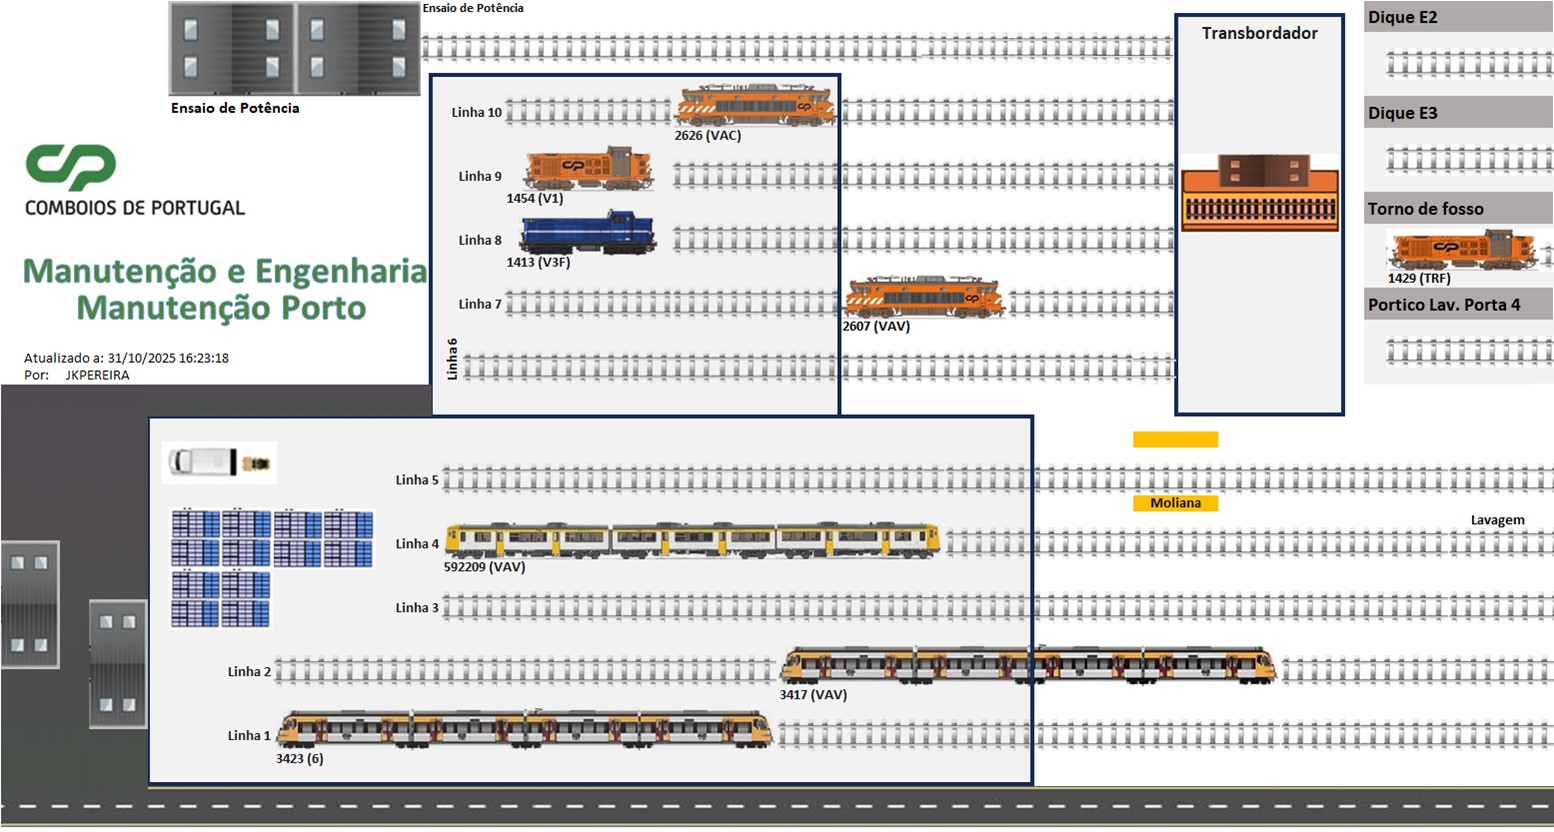 Ensaio de Potência
Ensaio de Potência
CP
COMBOIOS DE PORTUGAL
Manutenção e Engenharia
Manutenção Porto
Atualizado a: 31/10/2025 16:23:18
Por: JKPEREIRA
Linha 10
2626 (VAC)
Linha 9
1454 (V1)
Linha 8
1413 (V3F)
Linha 7
2607 (VAV)
Linha 6
Transbordador
Dique E2
Dique E3
Torno de fosso
1429 (TRF)
Portico Lav. Porta 4
Linha 5
Moliana
Lavagem
Linha 4
592209 (VAV)
Linha 3
Linha 2
3417 (VAV)
Linha 1
3423 (6)